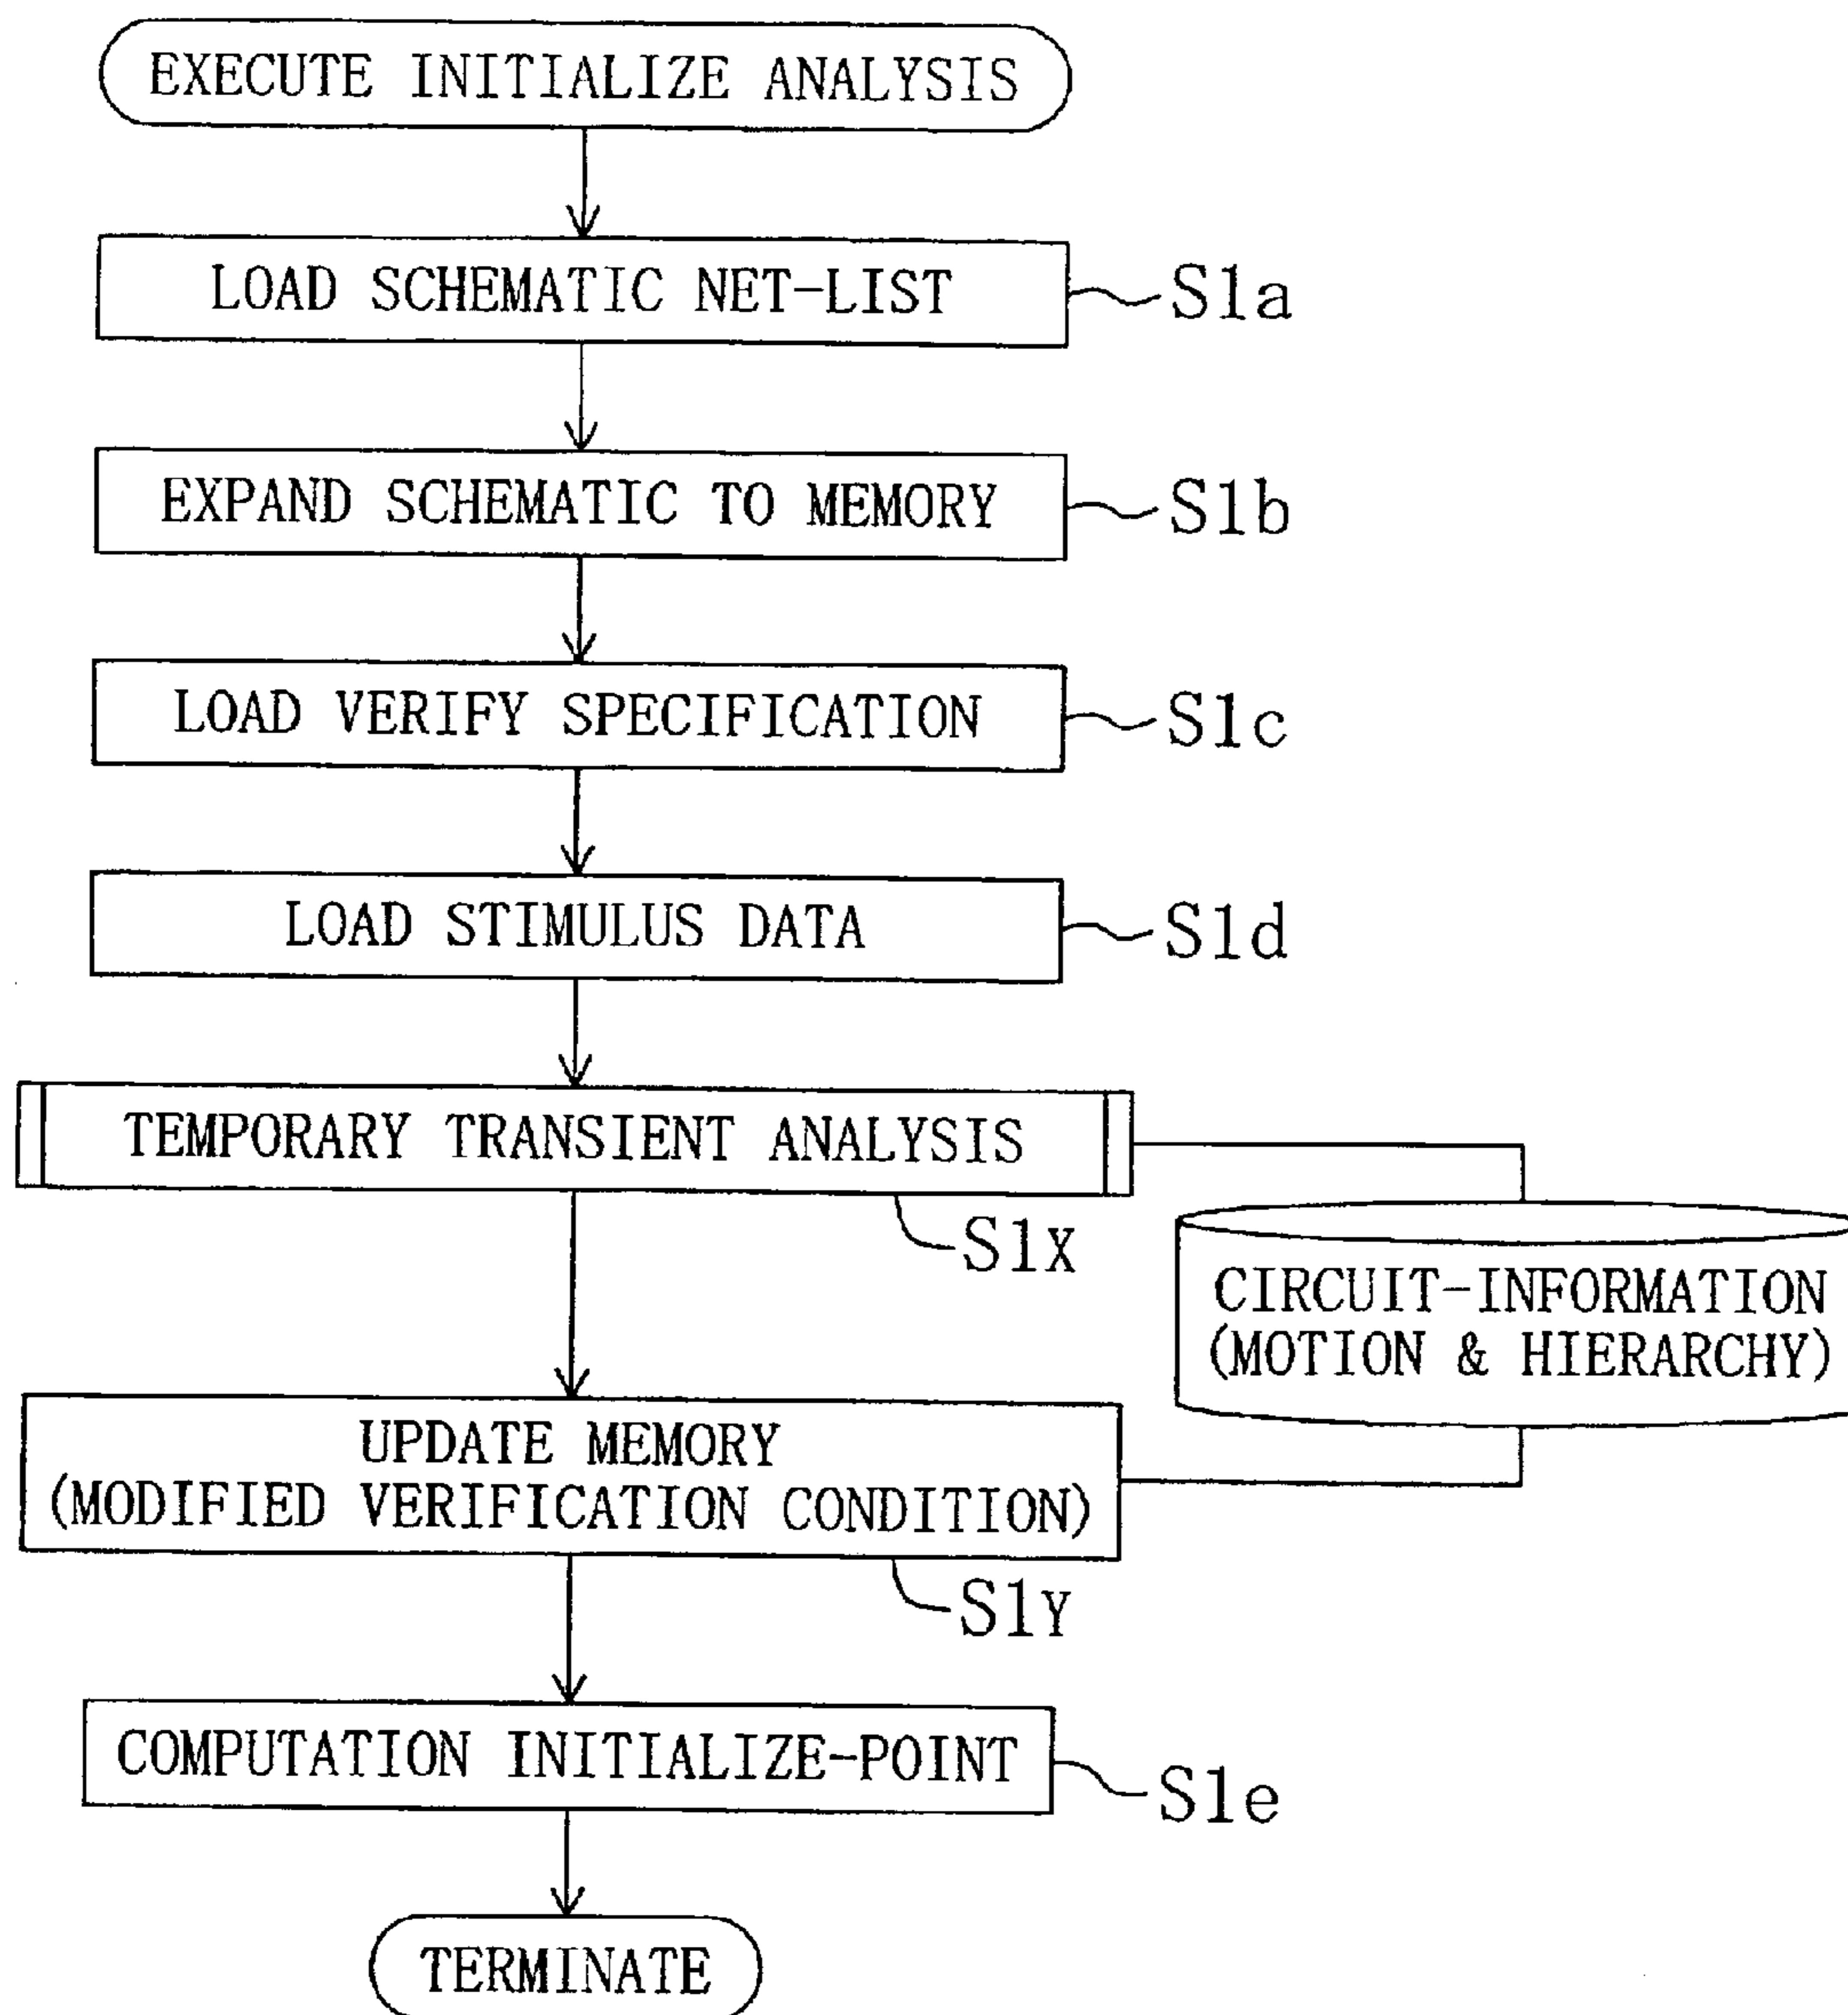 EXECUTE INITIALIZE ANALYSIS
LOAD SCHEMATIC NET-LIST
S1a
EXPAND SCHEMATIC TO MEMORY
S1b
LOAD VERIFY SPECIFICATION
S1c
LOAD STIMULUS DATA
S1d
TEMPORARY TRANSIENT ANALYSIS
S1X
CIRCUIT-INFORMATION
(MOTION & HIERARCHY)
UPDATE MEMORY
(MODIFIED VERIFICATION CONDITION)
S1Y
COMPUTATION INITIALIZE-POINT
S1e
TERMINATE